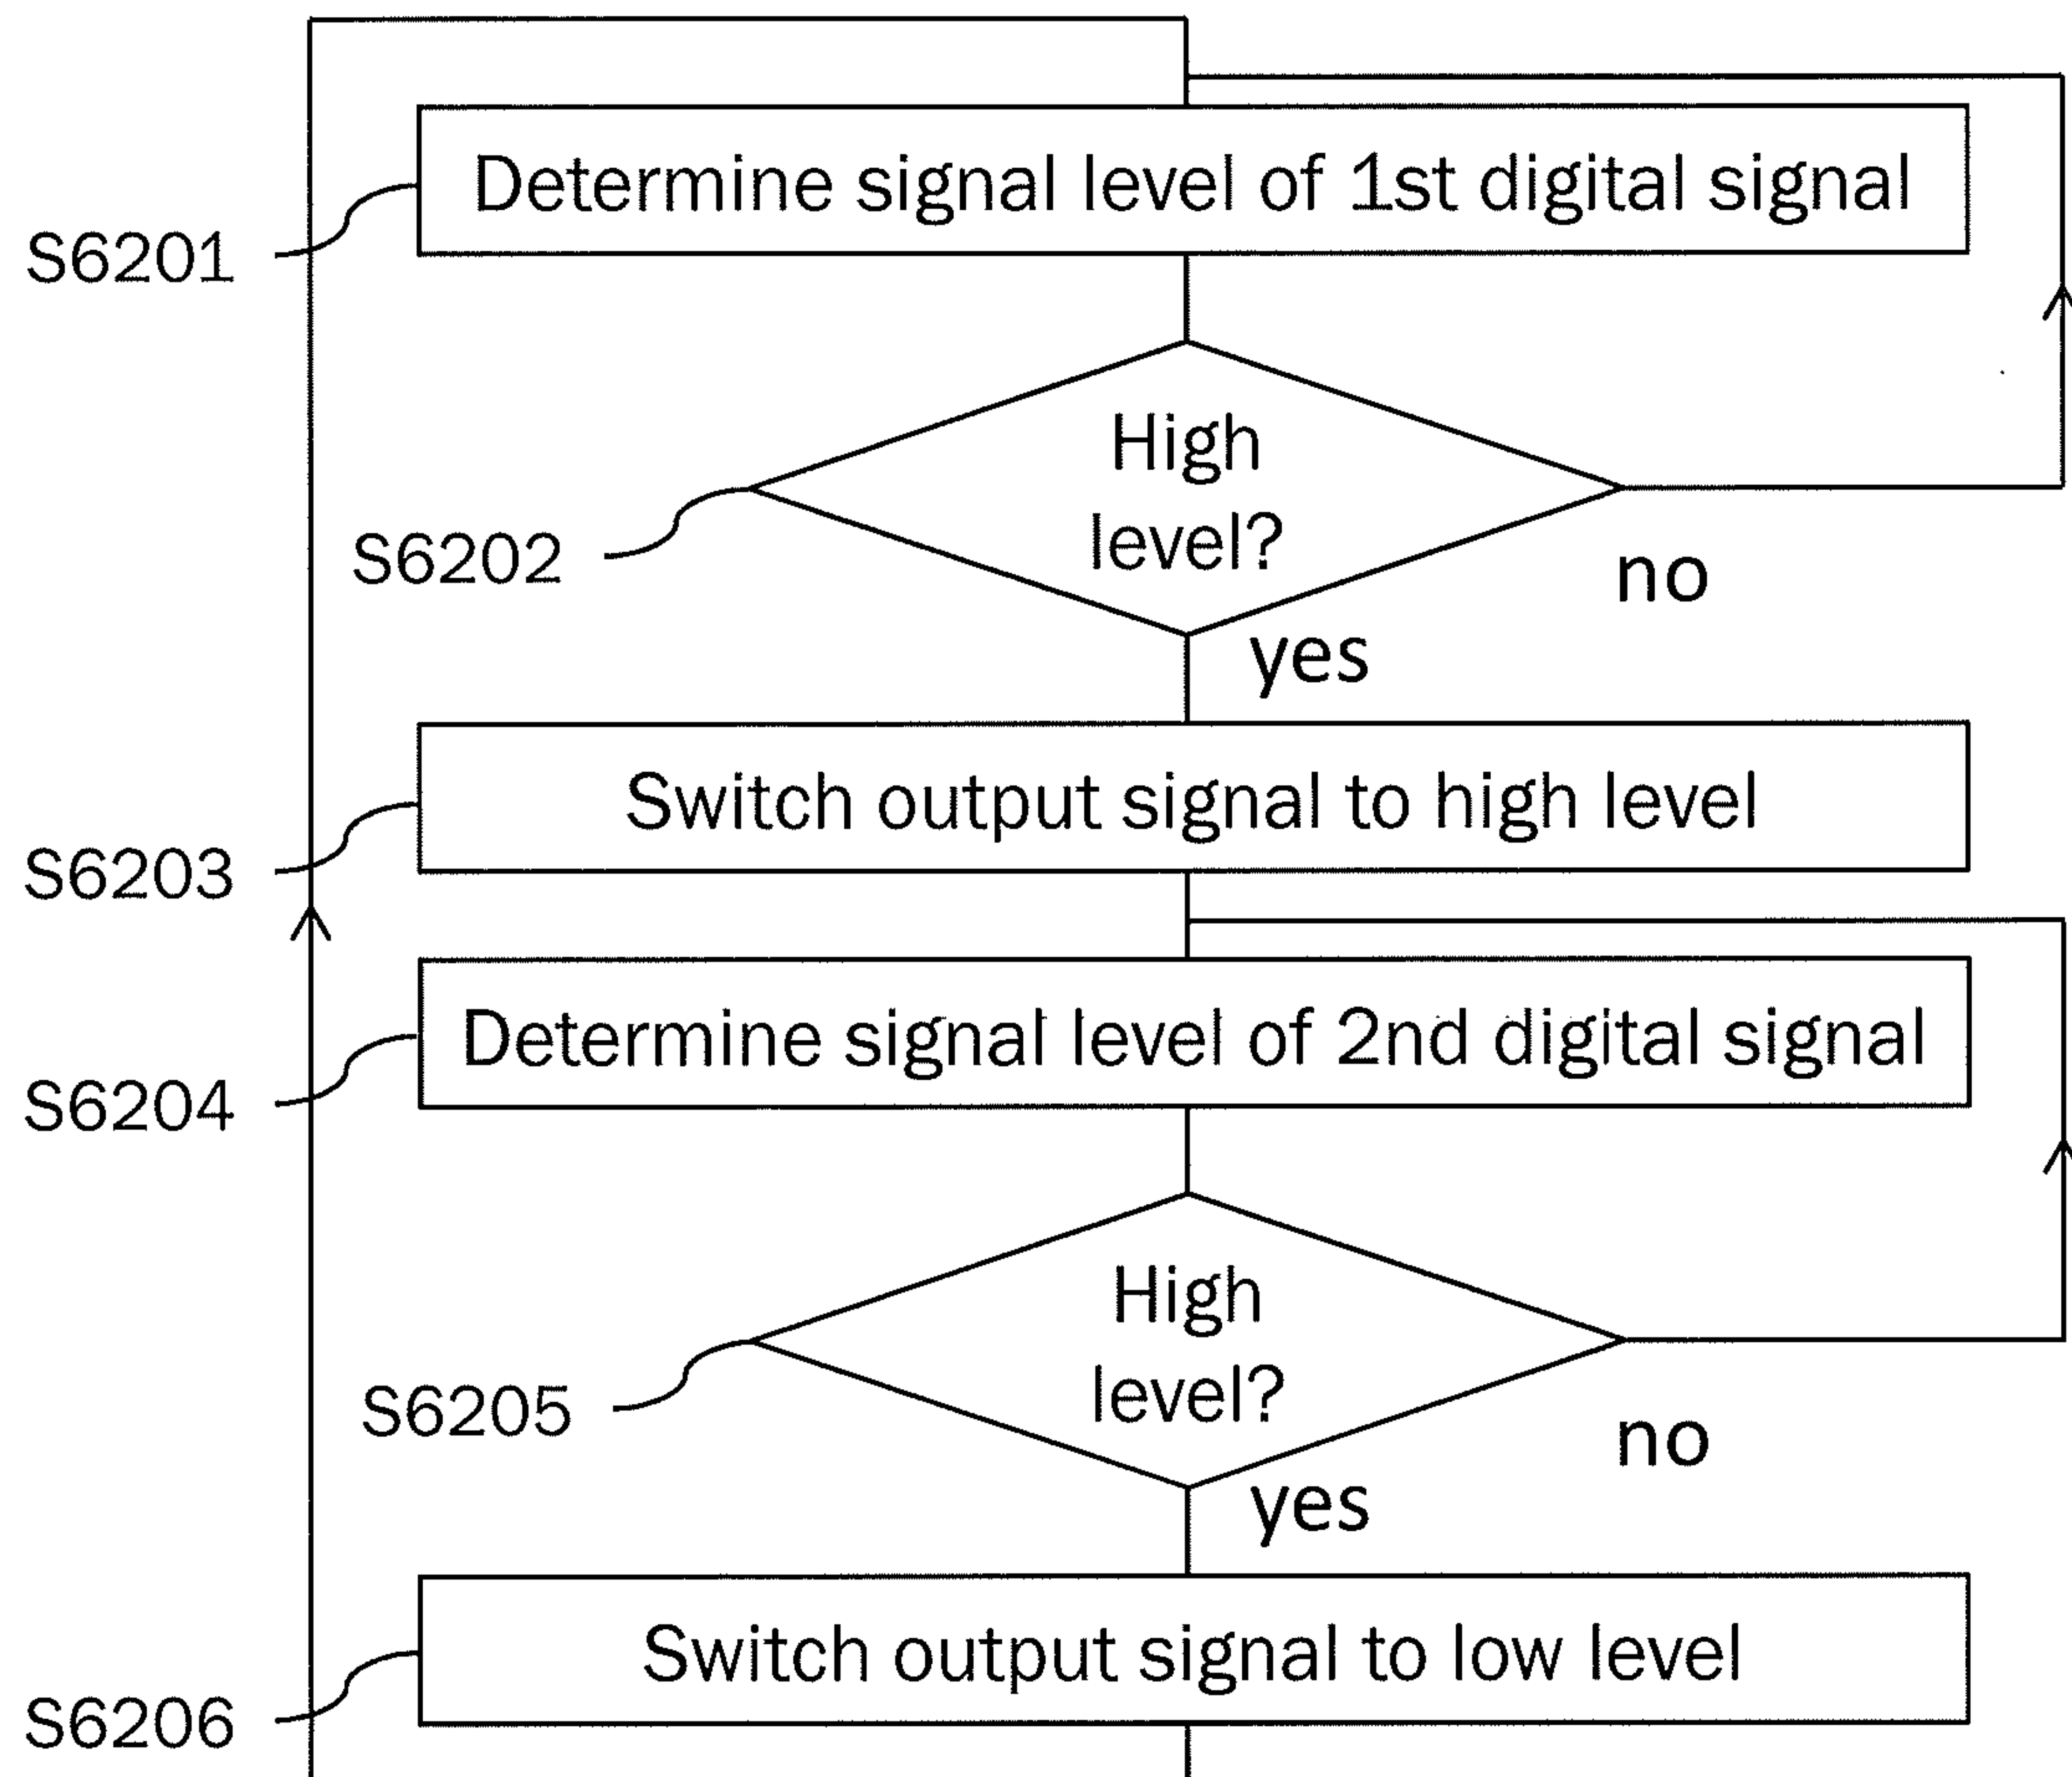 Determine signal level of 1st digital signal
S6201
High
level?
S6202
no
yes
Switch output signal to high level
S6203
Determine signal level of 2nd digital signal
S6204
High
level?
S6205
no
yes
Switch output signal to low level
S6206